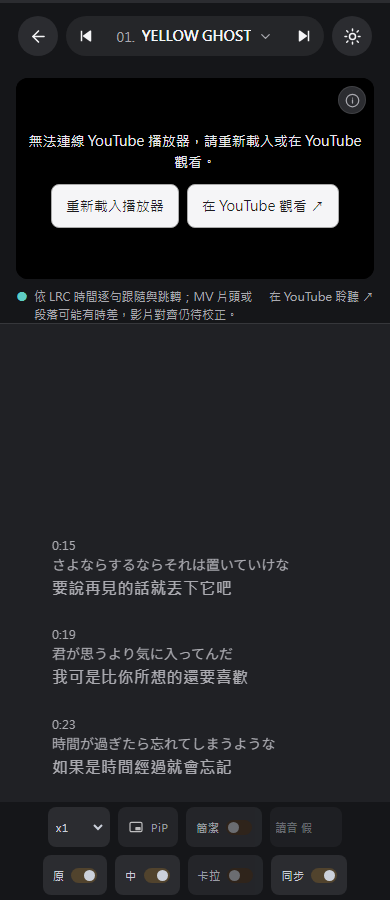 01. YELLOW GHOST
無法連線 YouTube 播放器，請重新載入或在 YouTube
觀看。
重新載入播放器
在 YouTube 觀看 ↗
依 LRC 時間逐句跟隨與跳轉；MV 片頭或
段落可能有時差，影片對齊仍待校正。
在 YouTube 聆聽 ↗
0:15
さよならするならそれは置いていけな
要說再見的話就丟下它吧
0:19
君が思うより気に入ってんだ
我可是比你所想的還要喜歡
0:23
時間が過ぎたら忘れてしまうような
如果是時間經過就會忘記
x1
PiP
簡潔
讀音 假
原
中
卡拉
同步